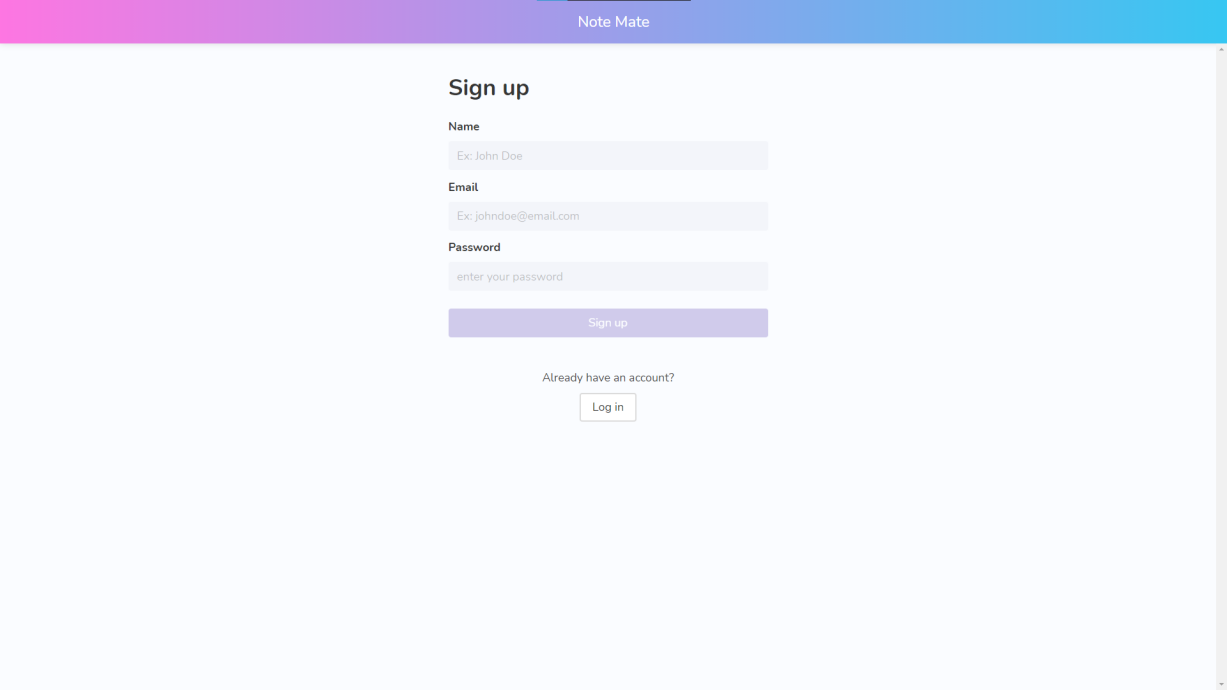 Note Mate
Sign up
Name
Ex: John Doe
Email
Ex: johndoe@email.com
Password
enter your password
Sign up
Already have an account?
Log in